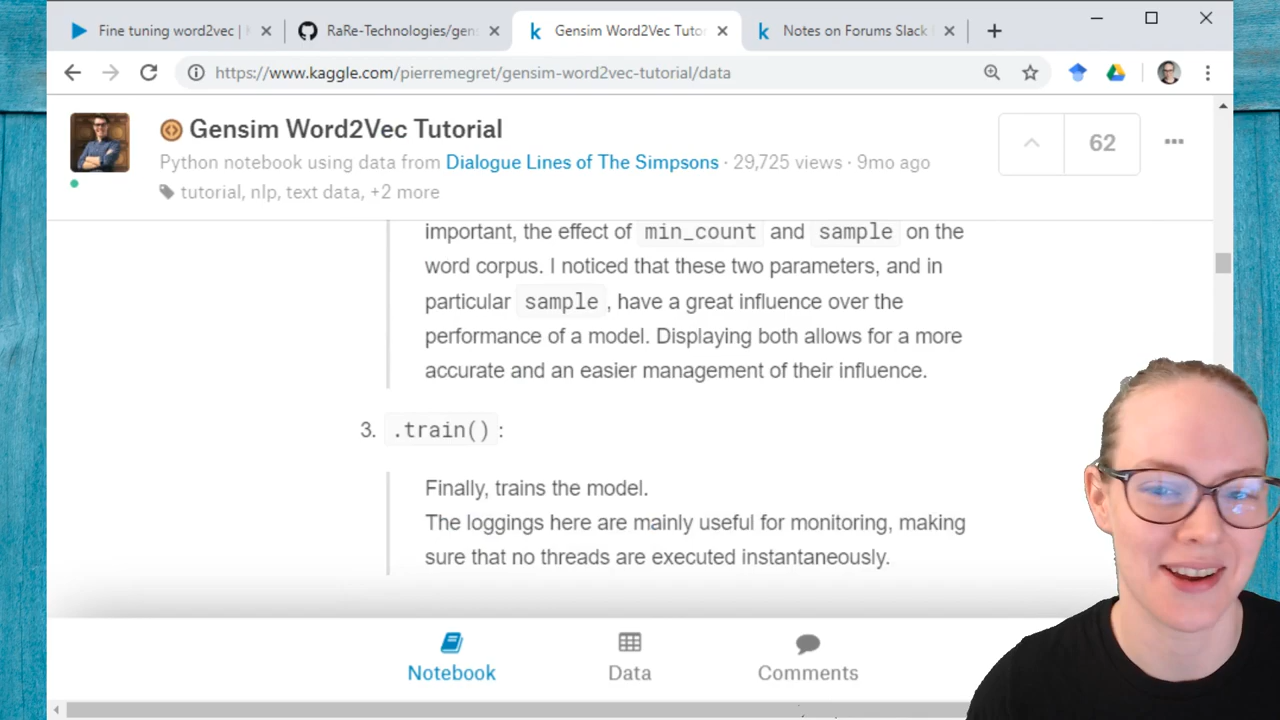 Fine tuning word2vec |
RaRe-Technologies/gens
Gensim Word2Vec Tutor
Notes on Forums Slack
https://www.kaggle.com/pierremegret/gensim-word2vec-tutorial/data
Gensim Word2Vec Tutorial
62
Python notebook using data from Dialogue Lines of The Simpsons · 29,725 views · 9mo ago
tutorial, nlp, text data, +2 more
important, the effect of min_count and sample on the
word corpus. I noticed that these two parameters, and in
particular sample, have a great influence over the
performance of a model. Displaying both allows for a more
accurate and an easier management of their influence.
3. .train():
Finally, trains the model.
The loggings here are mainly useful for monitoring, making
sure that no threads are executed instantaneously.
Notebook
Data
Comments